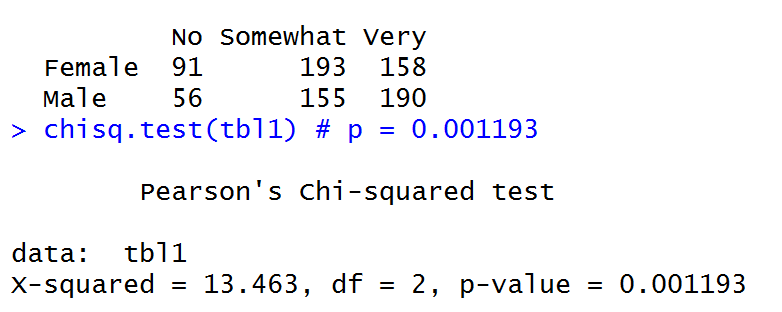 No Somewhat Very
Female 91 193 158
Male 56 155 190
> chisq.test(tbl1) # p = 0.001193
Pearson's Chi-squared test
data: tbl1
X-squared = 13.463, df = 2, p-value = 0.001193